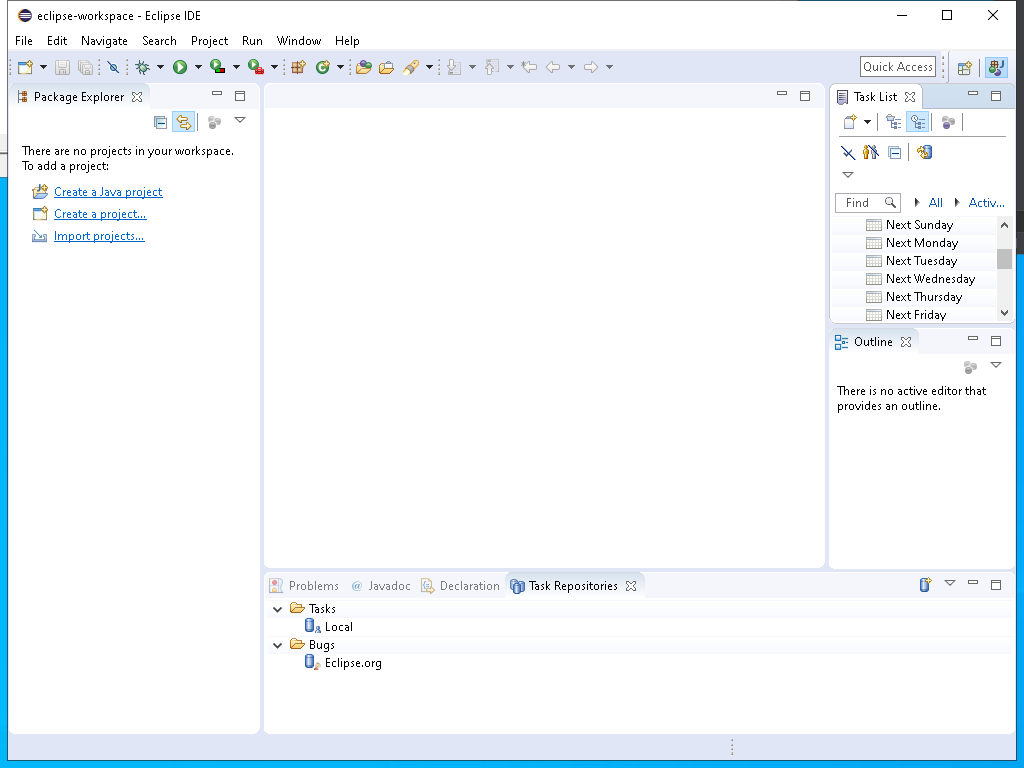 eclipse-workspace - Eclipse IDE
File Edit Navigate Search Project Run Window Help
Quick Access
Package Explorer
There are no projects in your workspace.
To add a project:
Create a Java project
Create a project...
Import projects...
Task List
Find All Activ...
Next Sunday
Next Monday
Next Tuesday
Next Wednesday
Next Thursday
Next Friday
Outline
There is no active editor that
provides an outline.
Problems @ Javadoc Declaration Task Repositories
Tasks
Local
Bugs
Eclipse.org